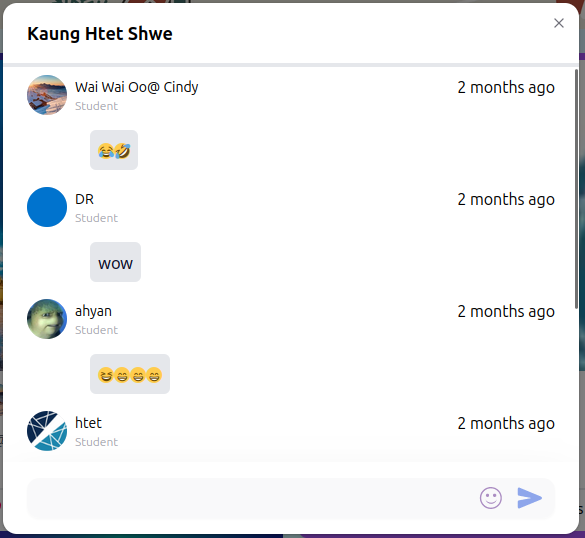 Kaung Htet Shwe
Wai Wai Oo@ Cindy
2 months ago
Student
😂🤣
DR
2 months ago
Student
wow
ahyan
2 months ago
Student
😆😄😄😄
htet
2 months ago
Student